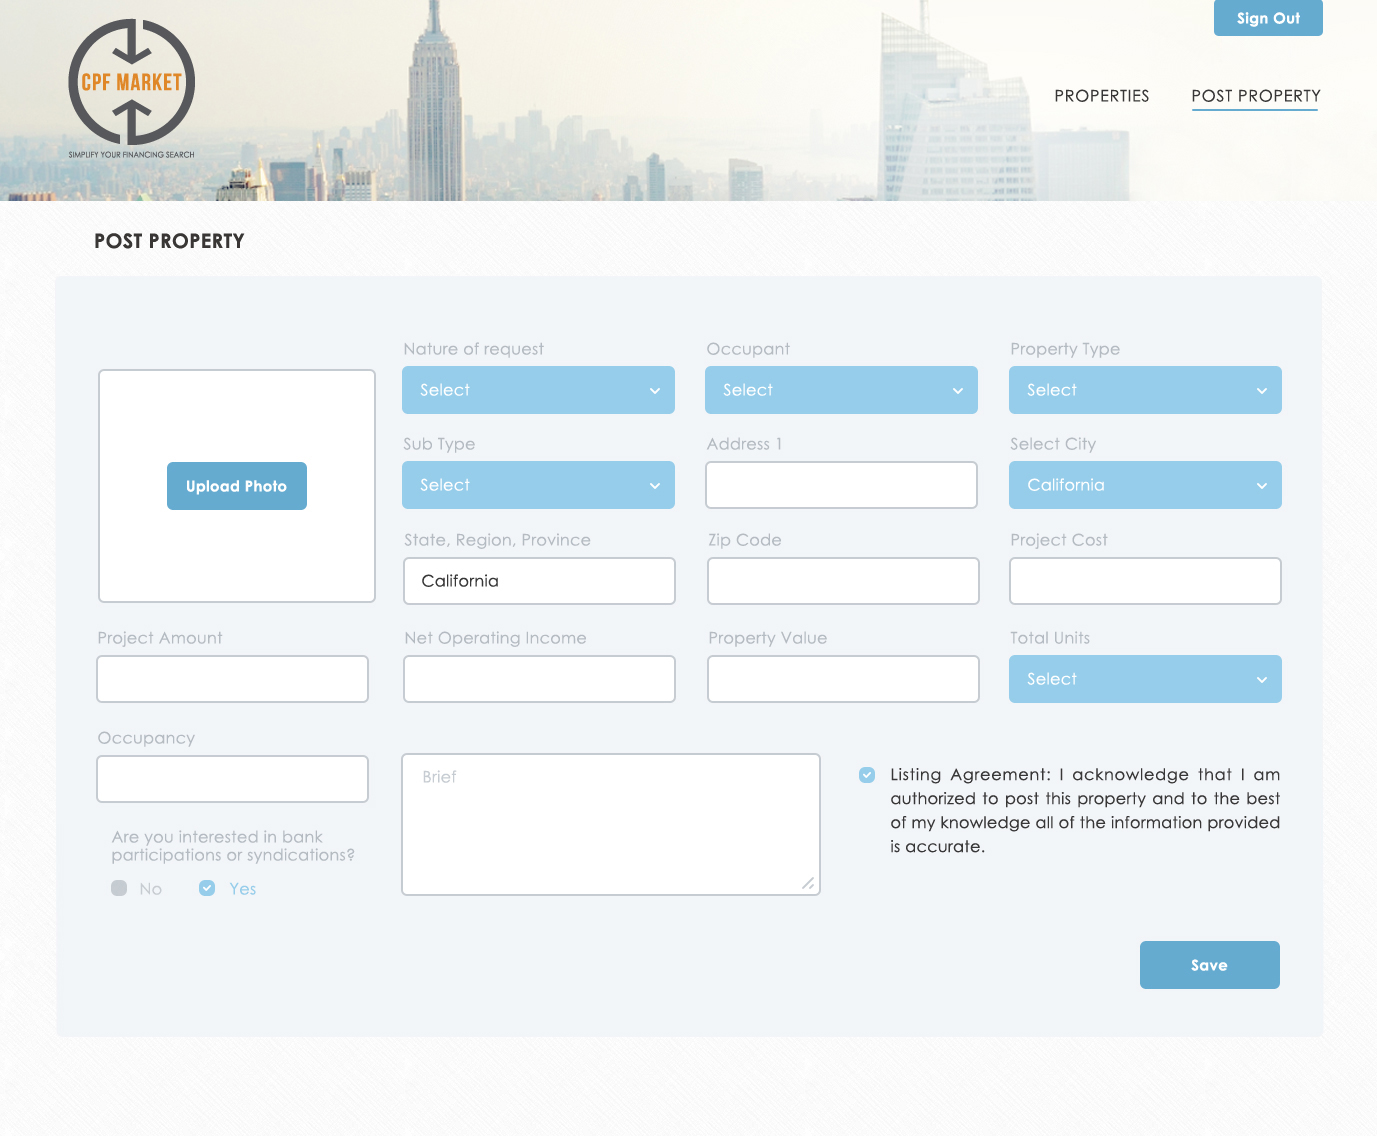 Sign Out
CPF MARKET
SIMPLIFY YOUR FINANCING SEARCH
PROPERTIES
POST PROPERTY
POST PROPERTY
Upload Photo
Nature of request
Select
Occupant
Select
Property Type
Select
Sub Type
Select
Address 1
Select City
California
State, Region, Province
California
Zip Code
Project Cost
Project Amount
Net Operating Income
Property Value
Total Units
Select
Occupancy
Brief
Are you interested in bank
participations or syndications?
No
Yes
Listing Agreement: I acknowledge that I am
authorized to post this property and to the best
of my knowledge all of the information provided
is accurate.
Save